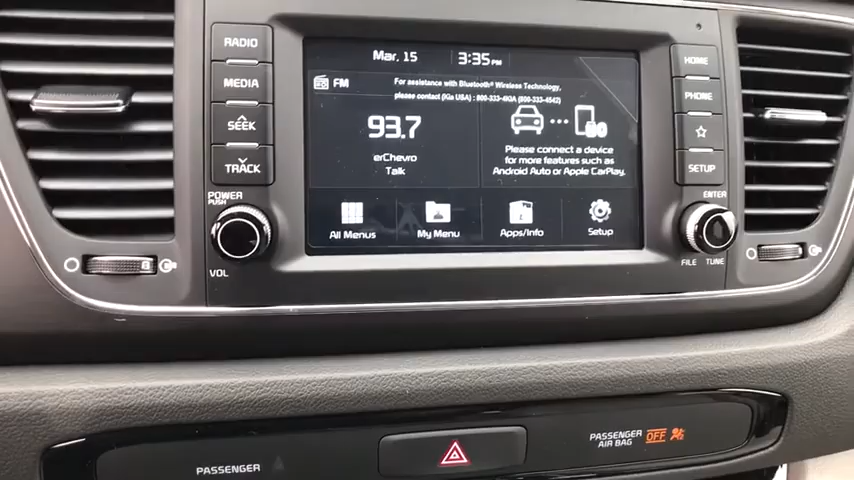 RADIO
MEDIA
SEEK
TRACK
POWER
PUSH
VOL
Mar. 15 3:35 PM
FM
For assistance with Bluetooth® Wireless Technology,
please contact (Kia USA) : 800-333-4KIA (800-333-4542)
93.7
erChevro
Talk
Please connect a device
for more features such as
Android Auto or Apple CarPlay.
All Menus
My Menu
Apps/Info
Setup
HOME
PHONE
SETUP
ENTER
FILE TUNE
PASSENGER
PASSENGER
AIR BAG
OFF